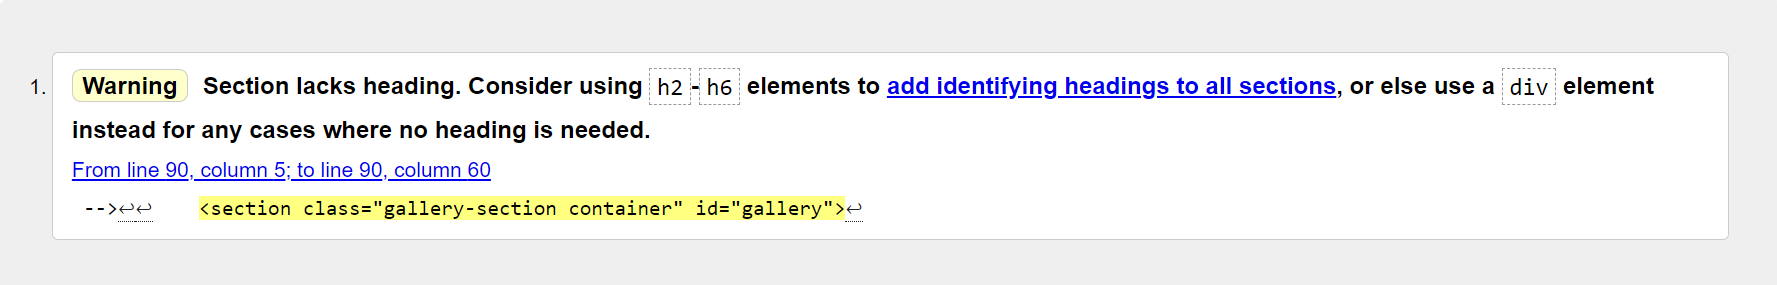 1. Warning Section lacks heading. Consider using h2-h6 elements to add identifying headings to all sections, or else use a div element
instead for any cases where no heading is needed.
From line 90, column 5; to line 90, column 60
-->↩↩    <section class="gallery-section container" id="gallery">↩